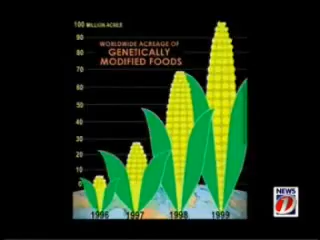 100 MILLION ACRES
WORLDWIDE ACREAGE OF
GENETICALLY
MODIFIED FOODS
90
80
70
60
50
40
30
20
10
0
1996 1997 1998 1999
NEWS